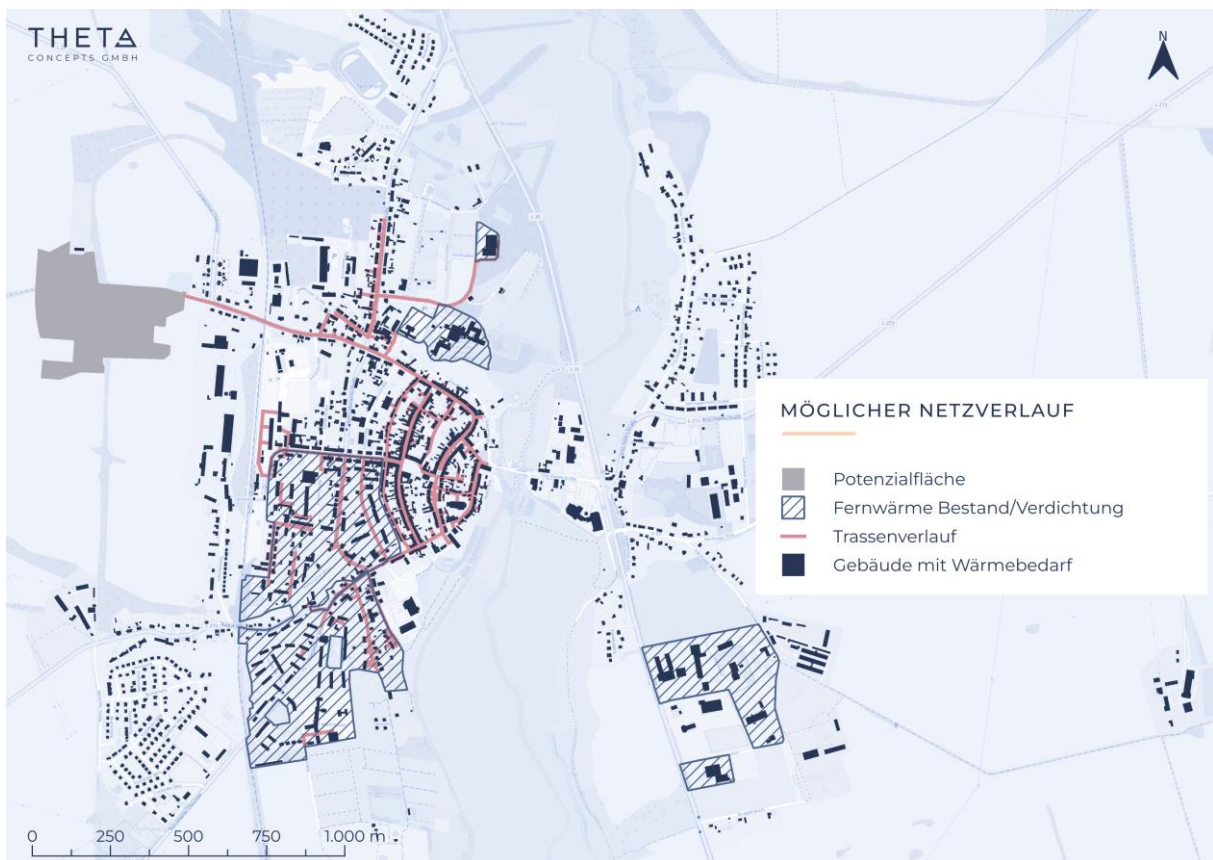 THETA
CONCEPTS GMBH
N
MÖGLICHER NETZVERLAUF
Potenzialfläche
Fernwärme Bestand/Verdichtung
Trassenverlauf
Gebäude mit Wärmebedarf
0 250 500 750 1.000 m